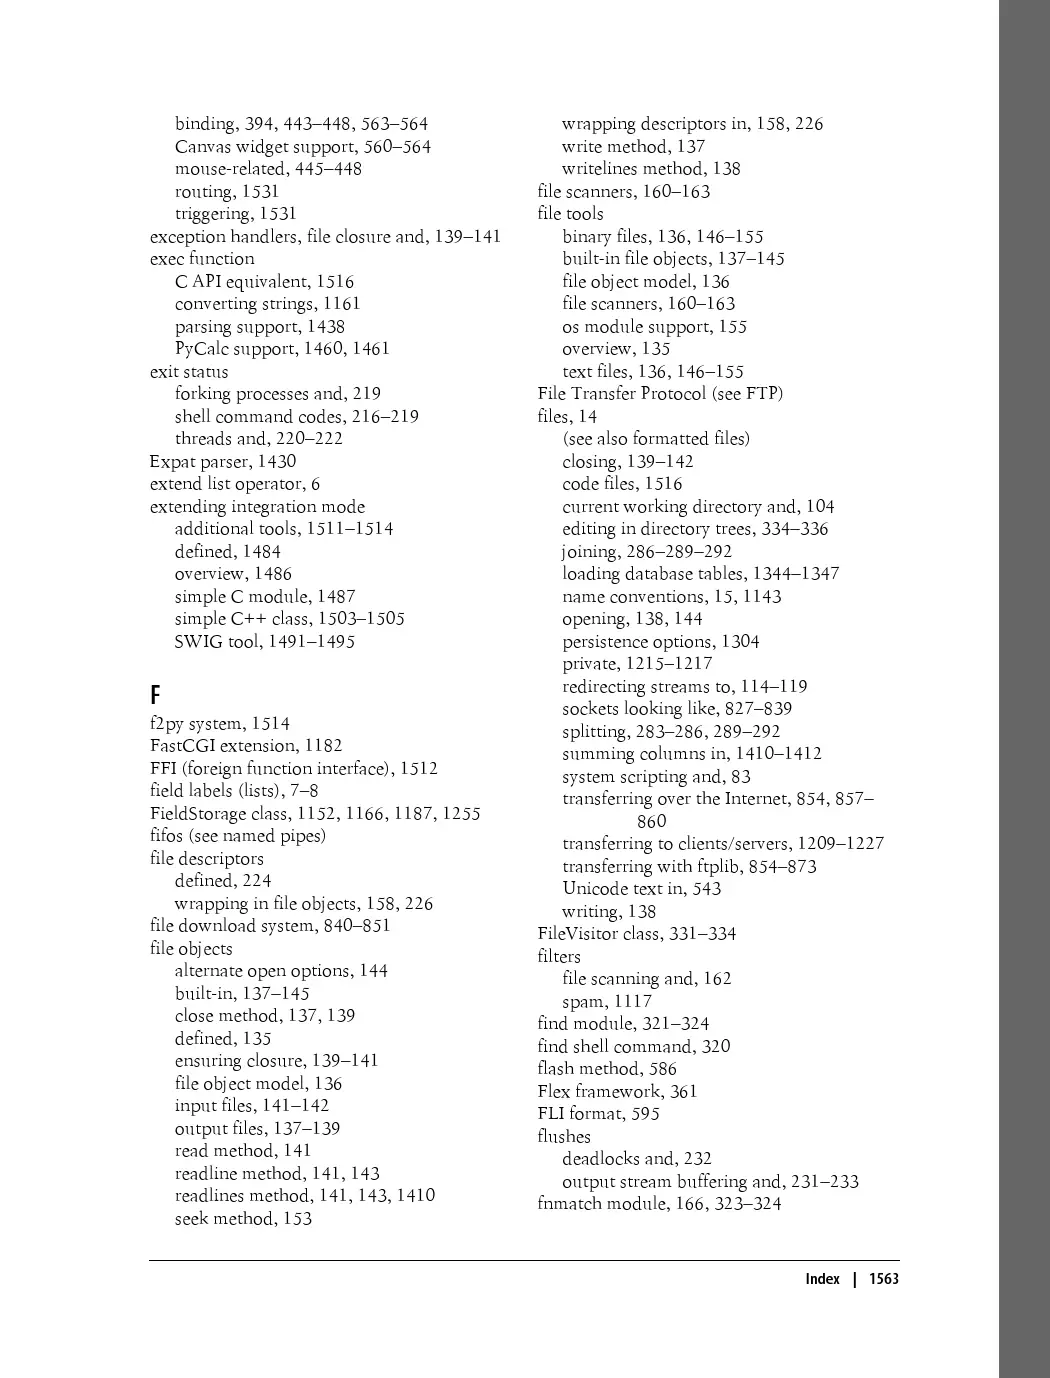 binding, 394, 443–448, 563–564
Canvas widget support, 560–564
mouse-related, 445–448
routing, 1531
triggering, 1531
exception handlers, file closure and, 139–141
exec function
C API equivalent, 1516
converting strings, 1161
parsing support, 1438
PyCalc support, 1460, 1461
exit status
forking processes and, 219
shell command codes, 216–219
threads and, 220–222
Expat parser, 1430
extend list operator, 6
extending integration mode
additional tools, 1511–1514
defined, 1484
overview, 1486
simple C module, 1487
simple C++ class, 1503–1505
SWIG tool, 1491–1495
F
f2py system, 1514
FastCGI extension, 1182
FFI (foreign function interface), 1512
field labels (lists), 7–8
FieldStorage class, 1152, 1166, 1187, 1255
fifos (see named pipes)
file descriptors
defined, 224
wrapping in file objects, 158, 226
file download system, 840–851
file objects
alternate open options, 144
built-in, 137–145
close method, 137, 139
defined, 135
ensuring closure, 139–141
file object model, 136
input files, 141–142
output files, 137–139
read method, 141
readline method, 141, 143
readlines method, 141, 143, 1410
seek method, 153
wrapping descriptors in, 158, 226
write method, 137
writelines method, 138
file scanners, 160–163
file tools
binary files, 136, 146–155
built-in file objects, 137–145
file object model, 136
file scanners, 160–163
os module support, 155
overview, 135
text files, 136, 146–155
File Transfer Protocol (see FTP)
files, 14
(see also formatted files)
closing, 139–142
code files, 1516
current working directory and, 104
editing in directory trees, 334–336
joining, 286–289–292
loading database tables, 1344–1347
name conventions, 15, 1143
opening, 138, 144
persistence options, 1304
private, 1215–1217
redirecting streams to, 114–119
sockets looking like, 827–839
splitting, 283–286, 289–292
summing columns in, 1410–1412
system scripting and, 83
transferring over the Internet, 854, 857–
860
transferring to clients/servers, 1209–1227
transferring with ftplib, 854–873
Unicode text in, 543
writing, 138
FileVisitor class, 331–334
filters
file scanning and, 162
spam, 1117
find module, 321–324
find shell command, 320
flash method, 586
Flex framework, 361
FLI format, 595
flushes
deadlocks and, 232
output stream buffering and, 231–233
fnmatch module, 166, 323–324
Index | 1563